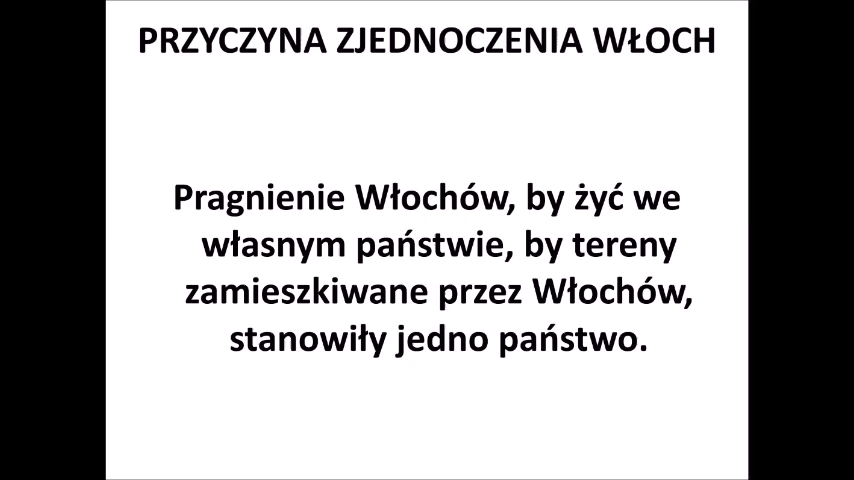 PRZYCZYNA ZJEDNOCZENIA WŁOCH
Pragnienie Włochów, by żyć we
własnym państwie, by tereny
zamieszkiwane przez Włochów,
stanowiły jedno państwo.